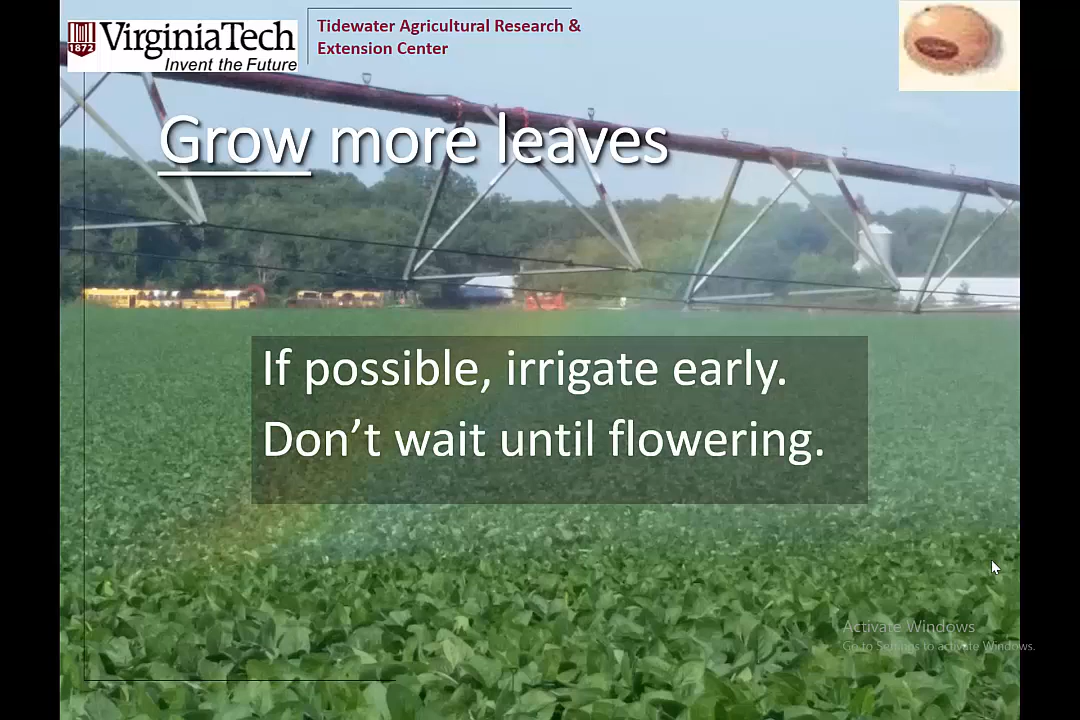 1872
VirginiaTech
Invent the Future
Tidewater Agricultural Research &
Extension Center
Grow more leaves
If possible, irrigate early.
Don’t wait until flowering.
Activate Windows
Go to Settings to activate Windows.